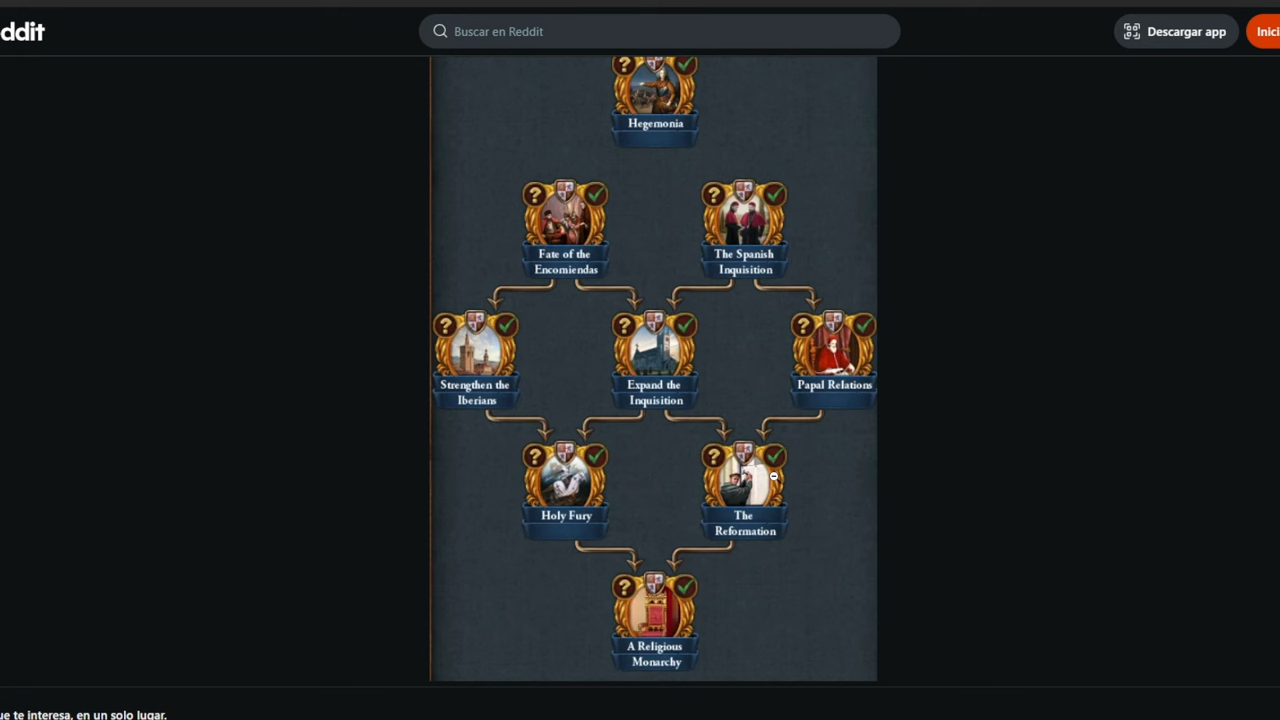 ddit
Buscar en Reddit
Descargar app
Inici
Hegemonia
Fate of the
Encomiendas
The Spanish
Inquisition
Strengthen the
Iberians
Expand the
Inquisition
Papal Relations
Holy Fury
The
Reformation
A Religious
Monarchy
ue te interesa, en un solo lugar.